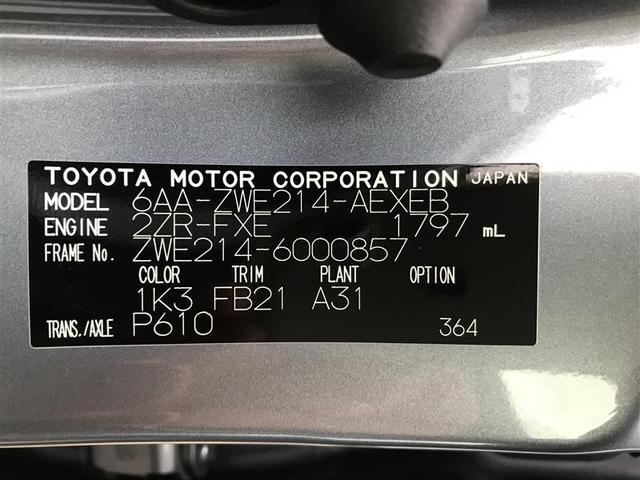 TOYOTA MOTOR CORPORATION JAPAN
MODEL 6AA-ZWE214-AEXEB
ENGINE 2ZR-FXE 1797 mL
FRAME No. ZWE214-6000857
COLOR TRIM PLANT OPTION
1K3 FB21 A31
TRANS./AXLE P610 364